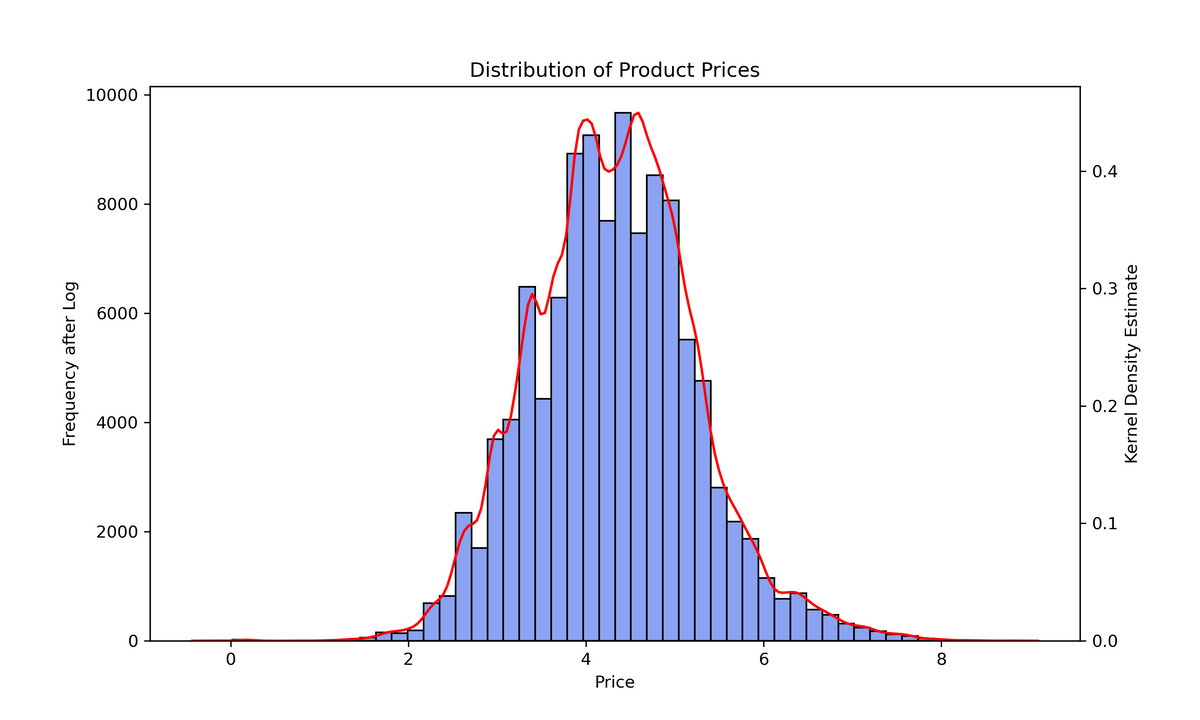 Distribution of Product Prices
10000
8000
6000
4000
2000
0
Frequency after Log
0.4
0.3
0.2
0.1
0.0
Kernel Density Estimate
0 2 4 6 8
Price